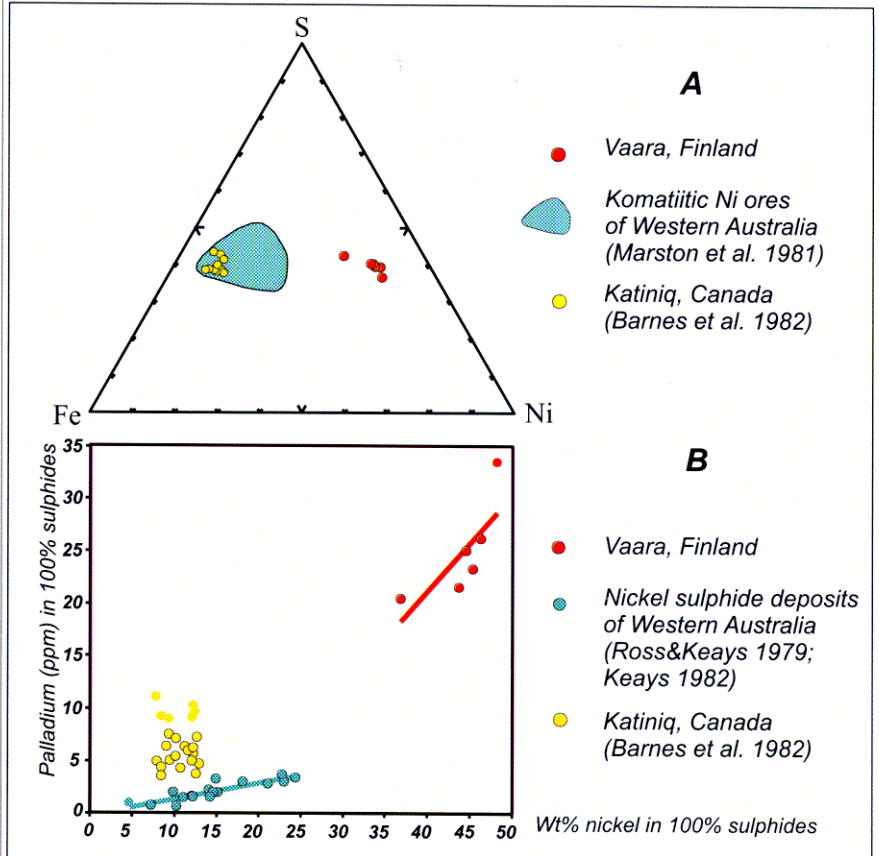 S
A
Vaara, Finland
Komatiitic Ni ores
of Western Australia
(Marston et al. 1981)
Katiniq, Canada
(Barnes et al. 1982)
Fe
Ni
Palladium (ppm) in 100% sulphides
35
30
25
20
15
10
5
0
0 5 10 15 20 25 30 35 40 45 50
B
Vaara, Finland
Nickel sulphide deposits
of Western Australia
(Ross&Keays 1979;
Keays 1982)
Katiniq, Canada
(Barnes et al. 1982)
Wt% nickel in 100% sulphides